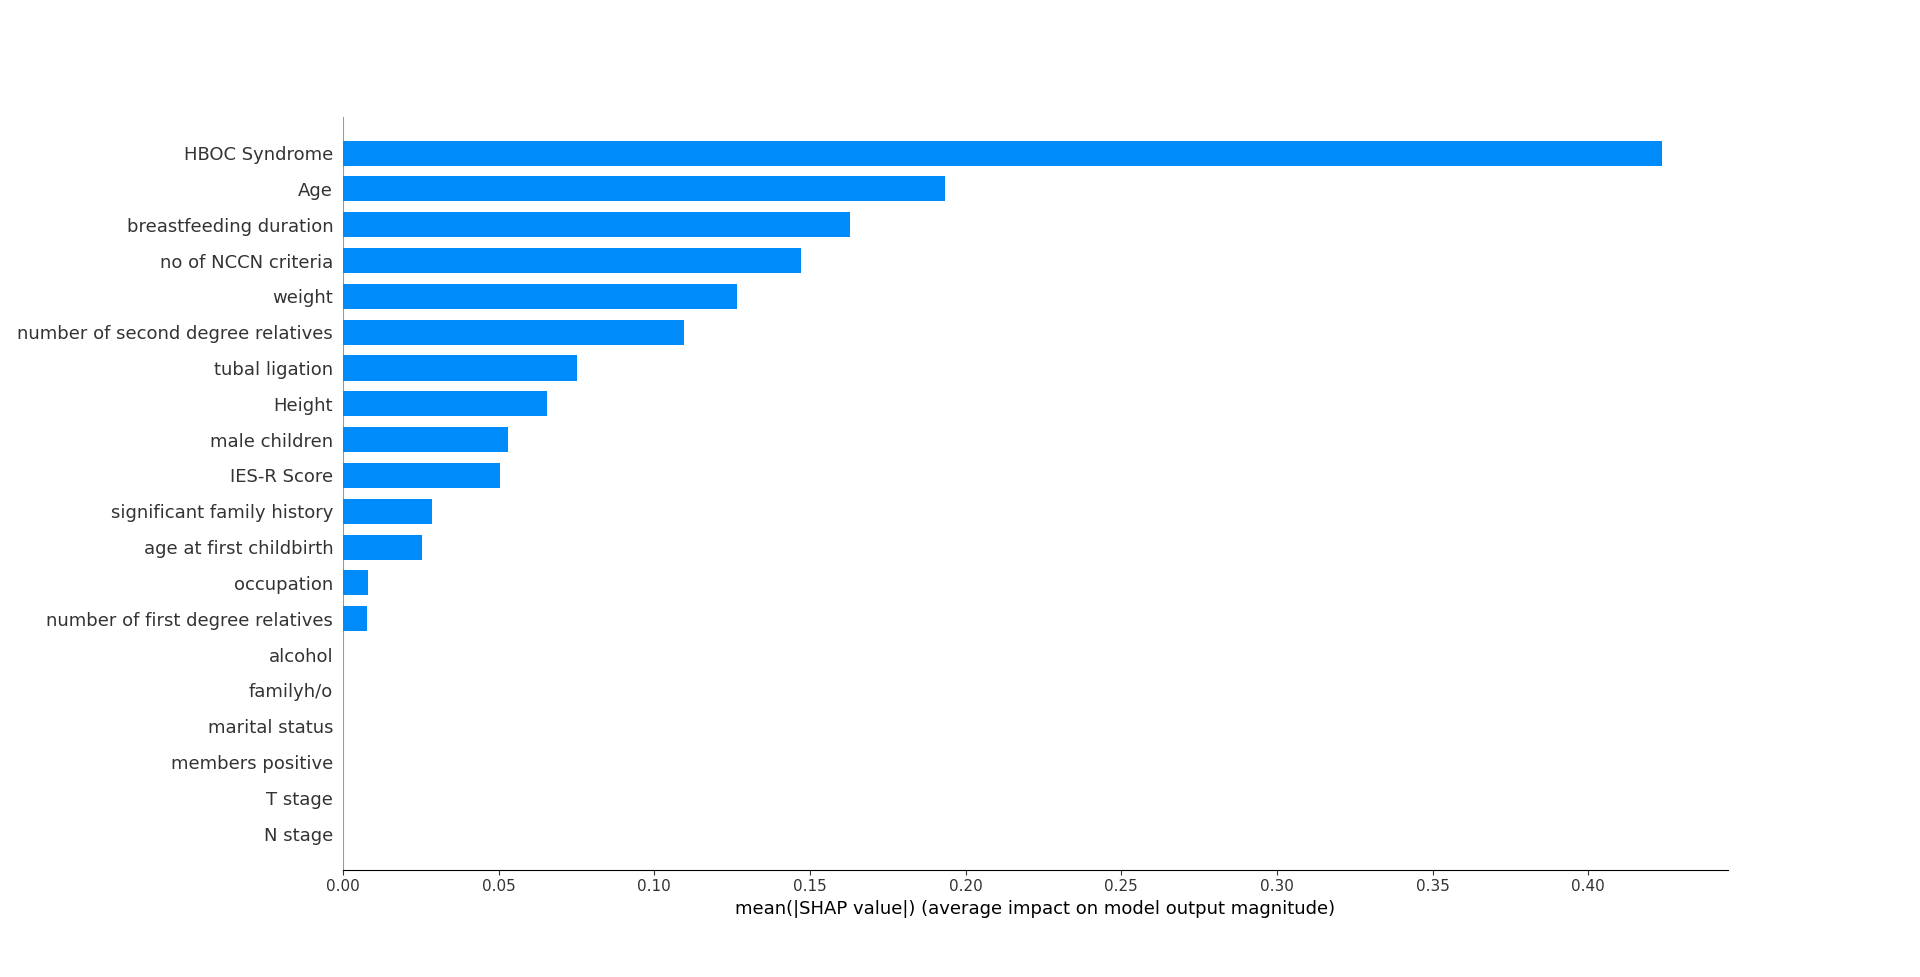 HBOC Syndrome
Age
breastfeeding duration
no of NCCN criteria
weight
number of second degree relatives
tubal ligation
Height
male children
IES-R Score
significant family history
age at first childbirth
occupation
number of first degree relatives
alcohol
familyh/o
marital status
members positive
T stage
N stage
0.00 0.05 0.10 0.15 0.20 0.25 0.30 0.35 0.40
mean(|SHAP value|) (average impact on model output magnitude)